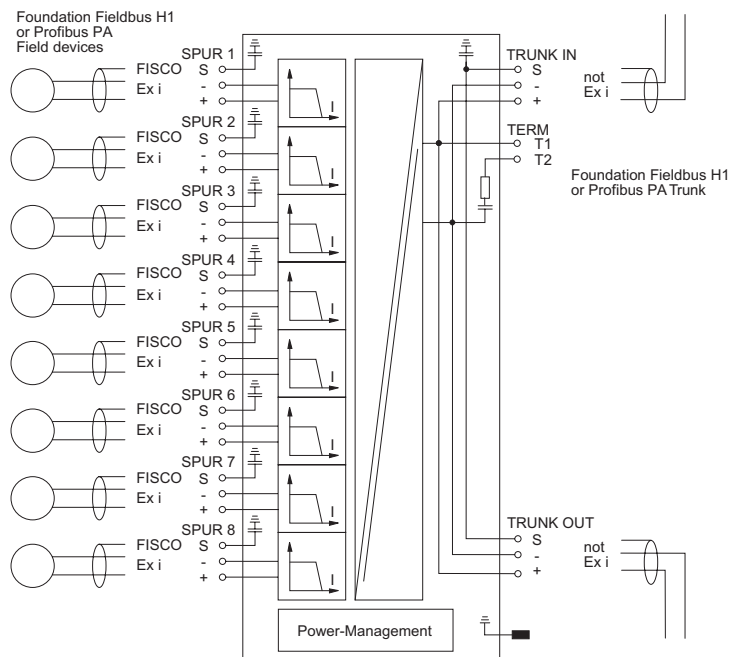 Foundation Fieldbus H1
or Profibus PA
Field devices
SPUR 1
FISCO S
Ex i -
+
I
SPUR 2
FISCO S
Ex i -
+
I
SPUR 3
FISCO S
Ex i -
+
I
SPUR 4
FISCO S
Ex i -
+
I
SPUR 5
FISCO S
Ex i -
+
I
SPUR 6
FISCO S
Ex i -
+
I
SPUR 7
FISCO S
Ex i -
+
I
SPUR 8
FISCO S
Ex i -
+
I
Power-Management
TRUNK IN
S
-
+
not
Ex i
TERM
T1
T2
Foundation Fieldbus H1
or Profibus PA Trunk
TRUNK OUT
S
-
+
not
Ex i